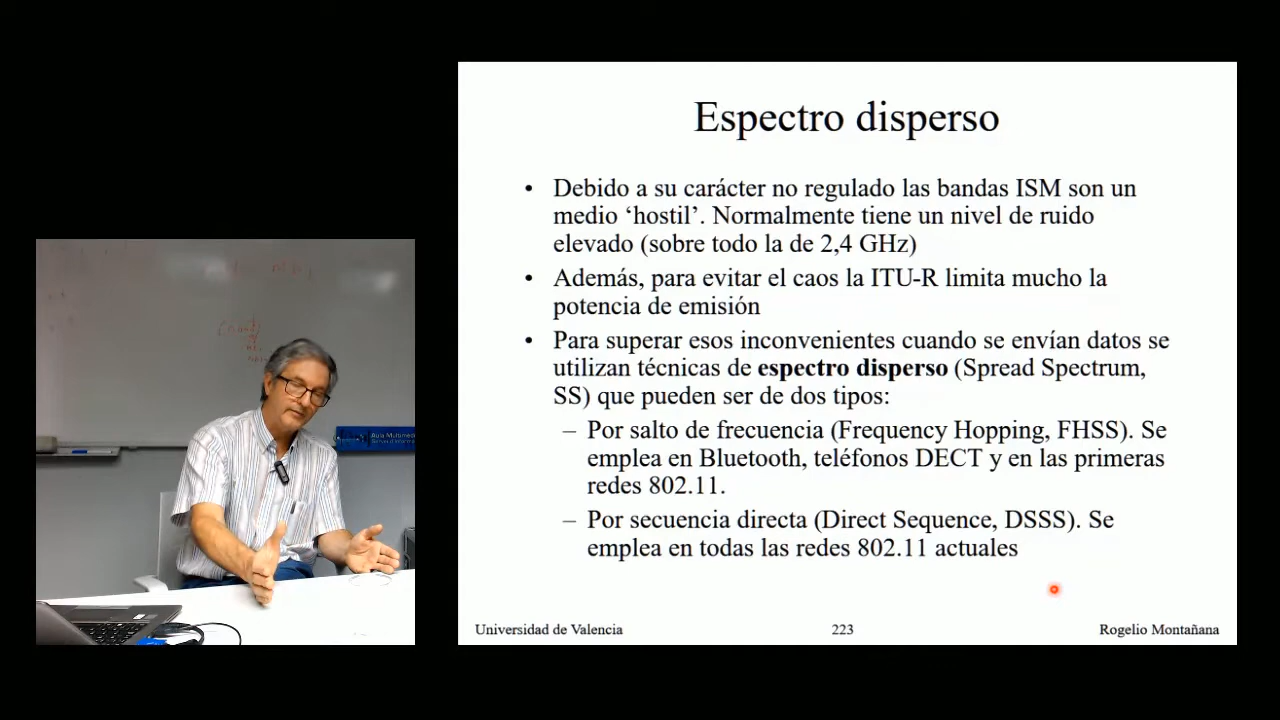 Espectro disperso
• Debido a su carácter no regulado las bandas ISM son un
medio ‘hostil’. Normalmente tiene un nivel de ruido
elevado (sobre todo la de 2,4 GHz)
• Además, para evitar el caos la ITU-R limita mucho la
potencia de emisión
• Para superar esos inconvenientes cuando se envían datos se
utilizan técnicas de espectro disperso (Spread Spectrum,
SS) que pueden ser de dos tipos:
– Por salto de frecuencia (Frequency Hopping, FHSS). Se
emplea en Bluetooth, teléfonos DECT y en las primeras
redes 802.11.
– Por secuencia directa (Direct Sequence, DSSS). Se
emplea en todas las redes 802.11 actuales
Universidad de Valencia 223 Rogelio Montañana
Aula Multimedia